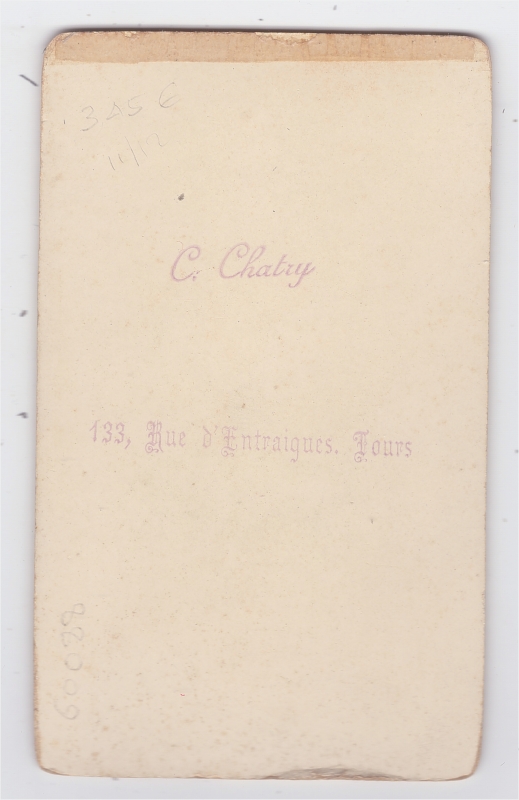 3456
11/12
C. Chatry
133, Rue d'Entraigues. Tours
60028